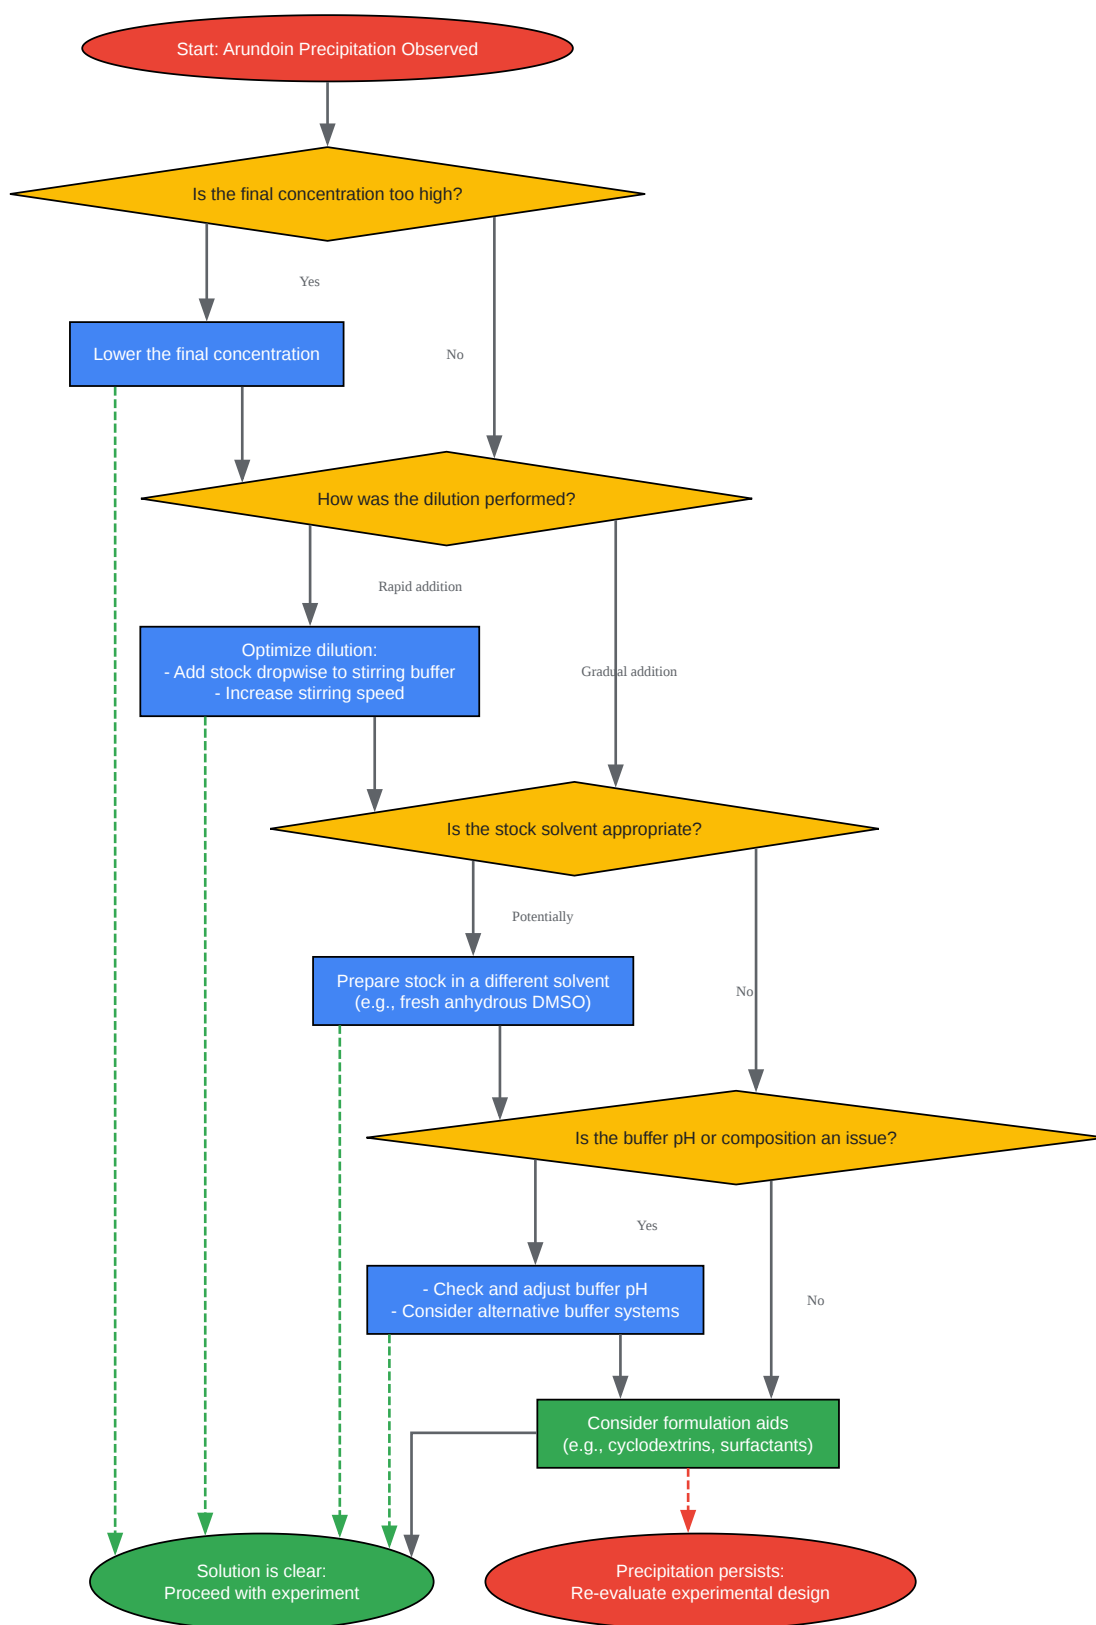 Start: Arundoin Precipitation Observed
Is the final concentration too high?
Yes
Lower the final concentration
No
How was the dilution performed?
Rapid addition
Optimize dilution:
- Add stock dropwise to stirring buffer
- Increase stirring speed
Gradual addition
Is the stock solvent appropriate?
Potentially
Prepare stock in a different solvent
(e.g., fresh anhydrous DMSO)
No
Is the buffer pH or composition an issue?
Yes
- Check and adjust buffer pH
- Consider alternative buffer systems
No
Consider formulation aids
(e.g., cyclodextrins, surfactants)
Solution is clear:
Proceed with experiment
Precipitation persists:
Re-evaluate experimental design